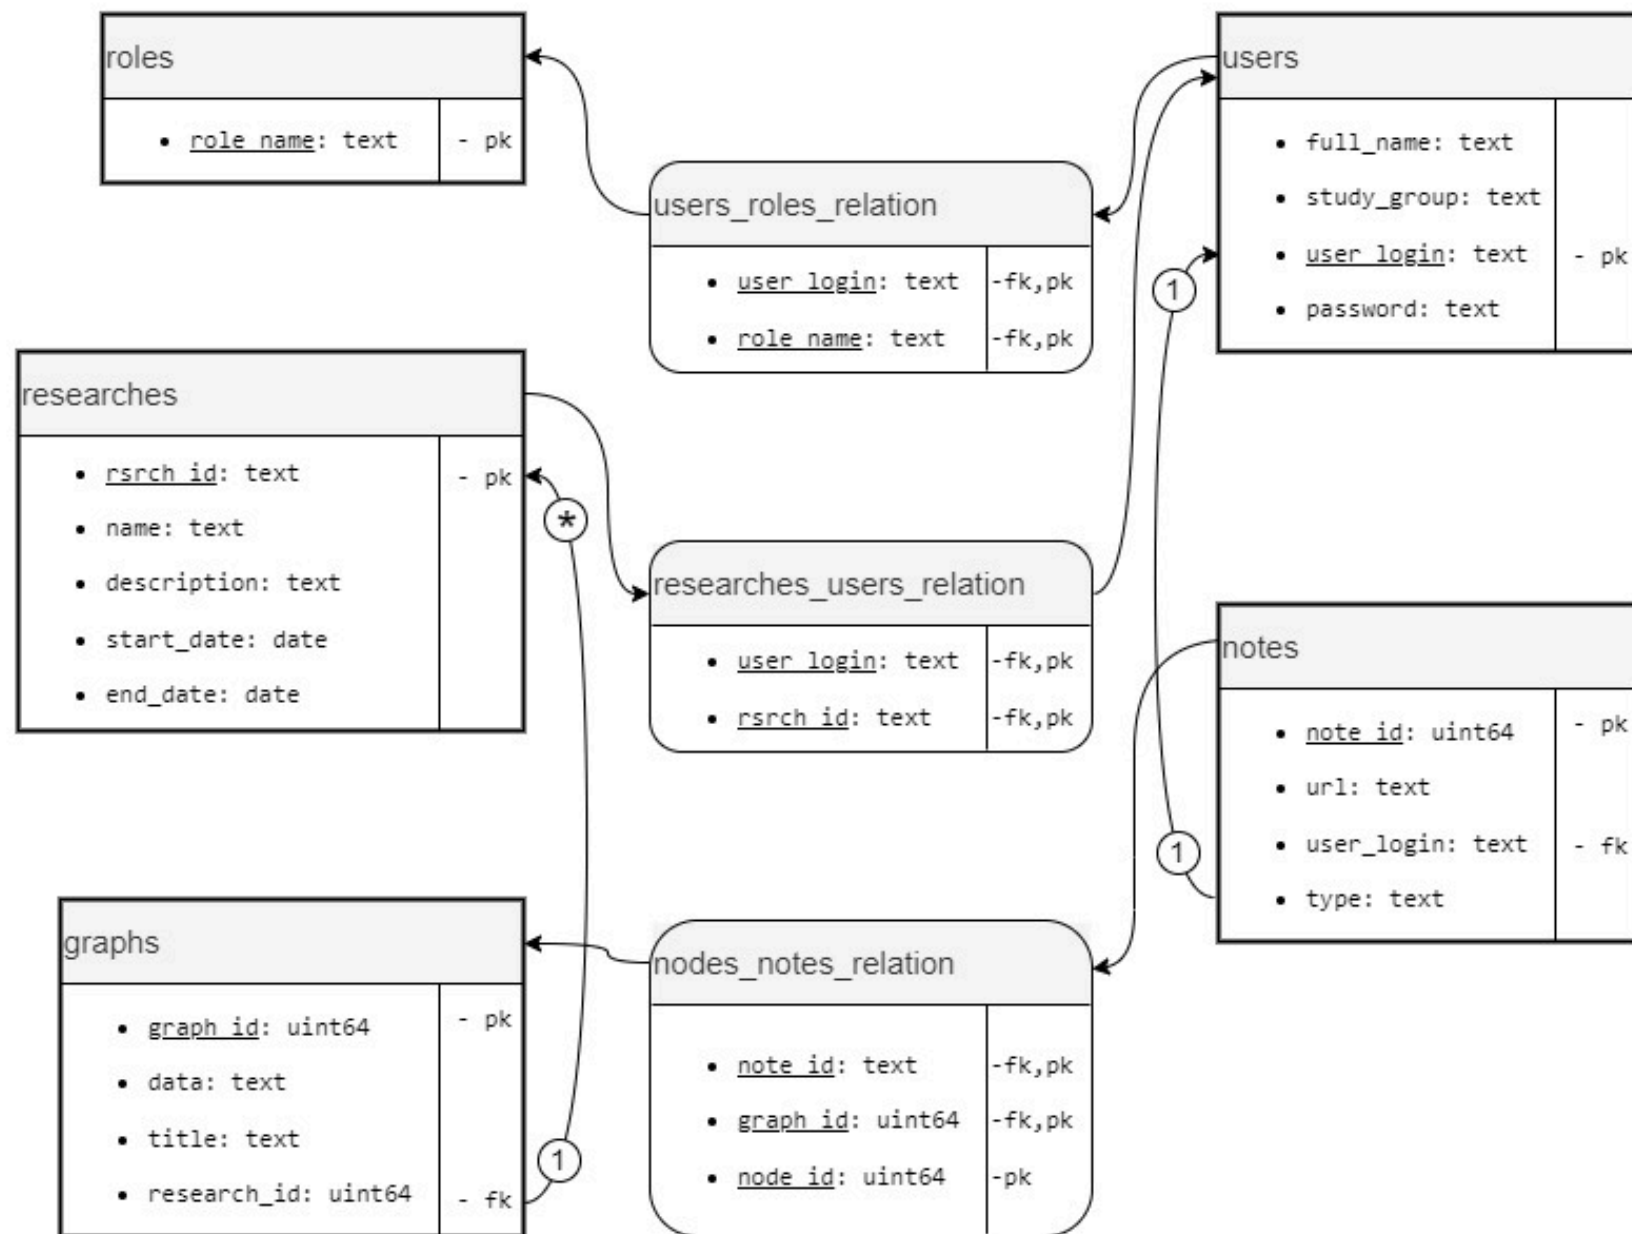 roles
role_name: text - pk
users
full_name: text
study_group: text
user_login: text - pk
password: text
users_roles_relation
user_login: text -fk,pk
role_name: text -fk,pk
1
researches
rsrch_id: text - pk
name: text
description: text
start_date: date
end_date: date
*
researches_users_relation
user_login: text -fk,pk
rsrch_id: text -fk,pk
notes
note_id: uint64 - pk
url: text
user_login: text - fk
type: text
1
graphs
graph_id: uint64 - pk
data: text
title: text
research_id: uint64 - fk
1
nodes_notes_relation
note_id: text -fk,pk
graph_id: uint64 -fk,pk
node_id: uint64 -pk